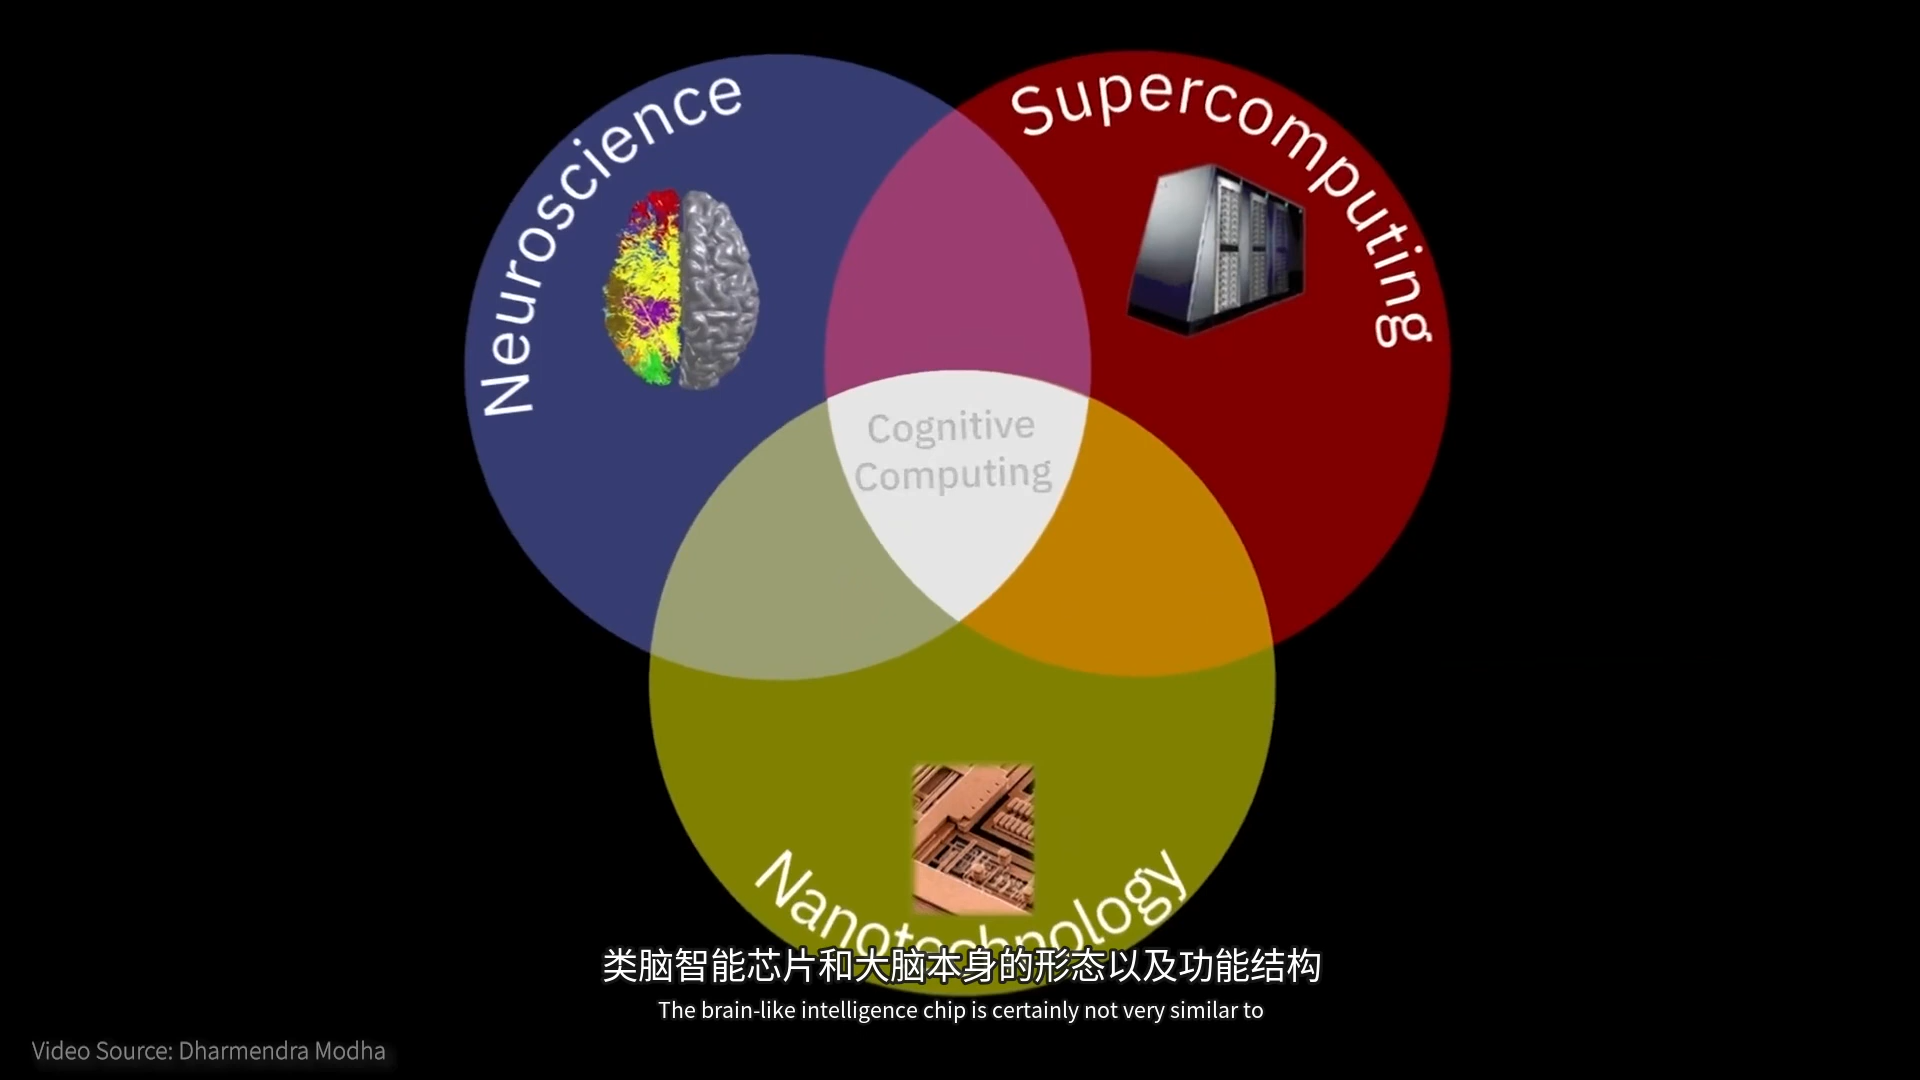 Neuroscience
Supercomputing
Cognitive
Computing
Nanotechnology
类脑智能芯片和大脑本身的形态以及功能结构
The brain-like intelligence chip is certainly not very similar to
Video Source: Dharmendra Modha